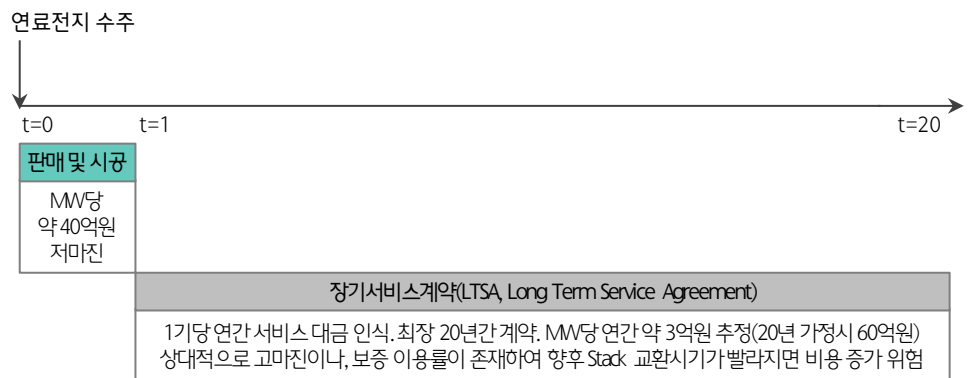 연료전지 수주
t=0
t=1
t=20
판매 및 시공
MW당
약 40억원
저마진
장기서비스계약(LTSA, Long Term Service Agreement)
1기당 연간 서비스 대금 인식. 최장 20년간 계약. MW당 연간 약 3억원 추정(20년 가정시 60억원)
상대적으로 고마진이나, 보증 이용률이 존재하여 향후 Stack 교환시기가 빨라지면 비용 증가 위험